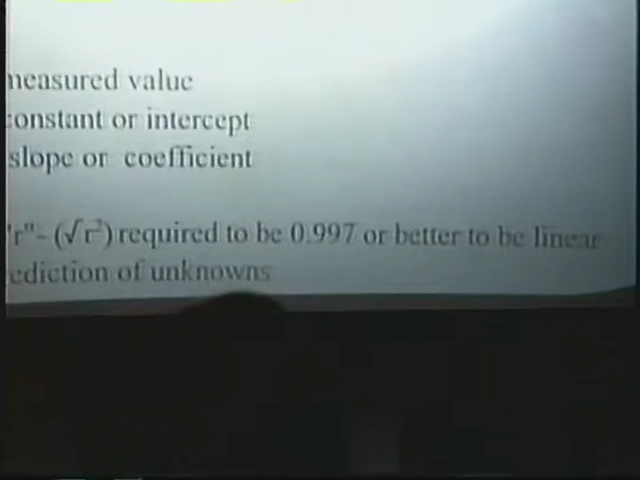 measured value
constant or intercept
slope or coefficient
"r"- (√r²) required to be 0.997 or better to be linear
ediction of unknowns